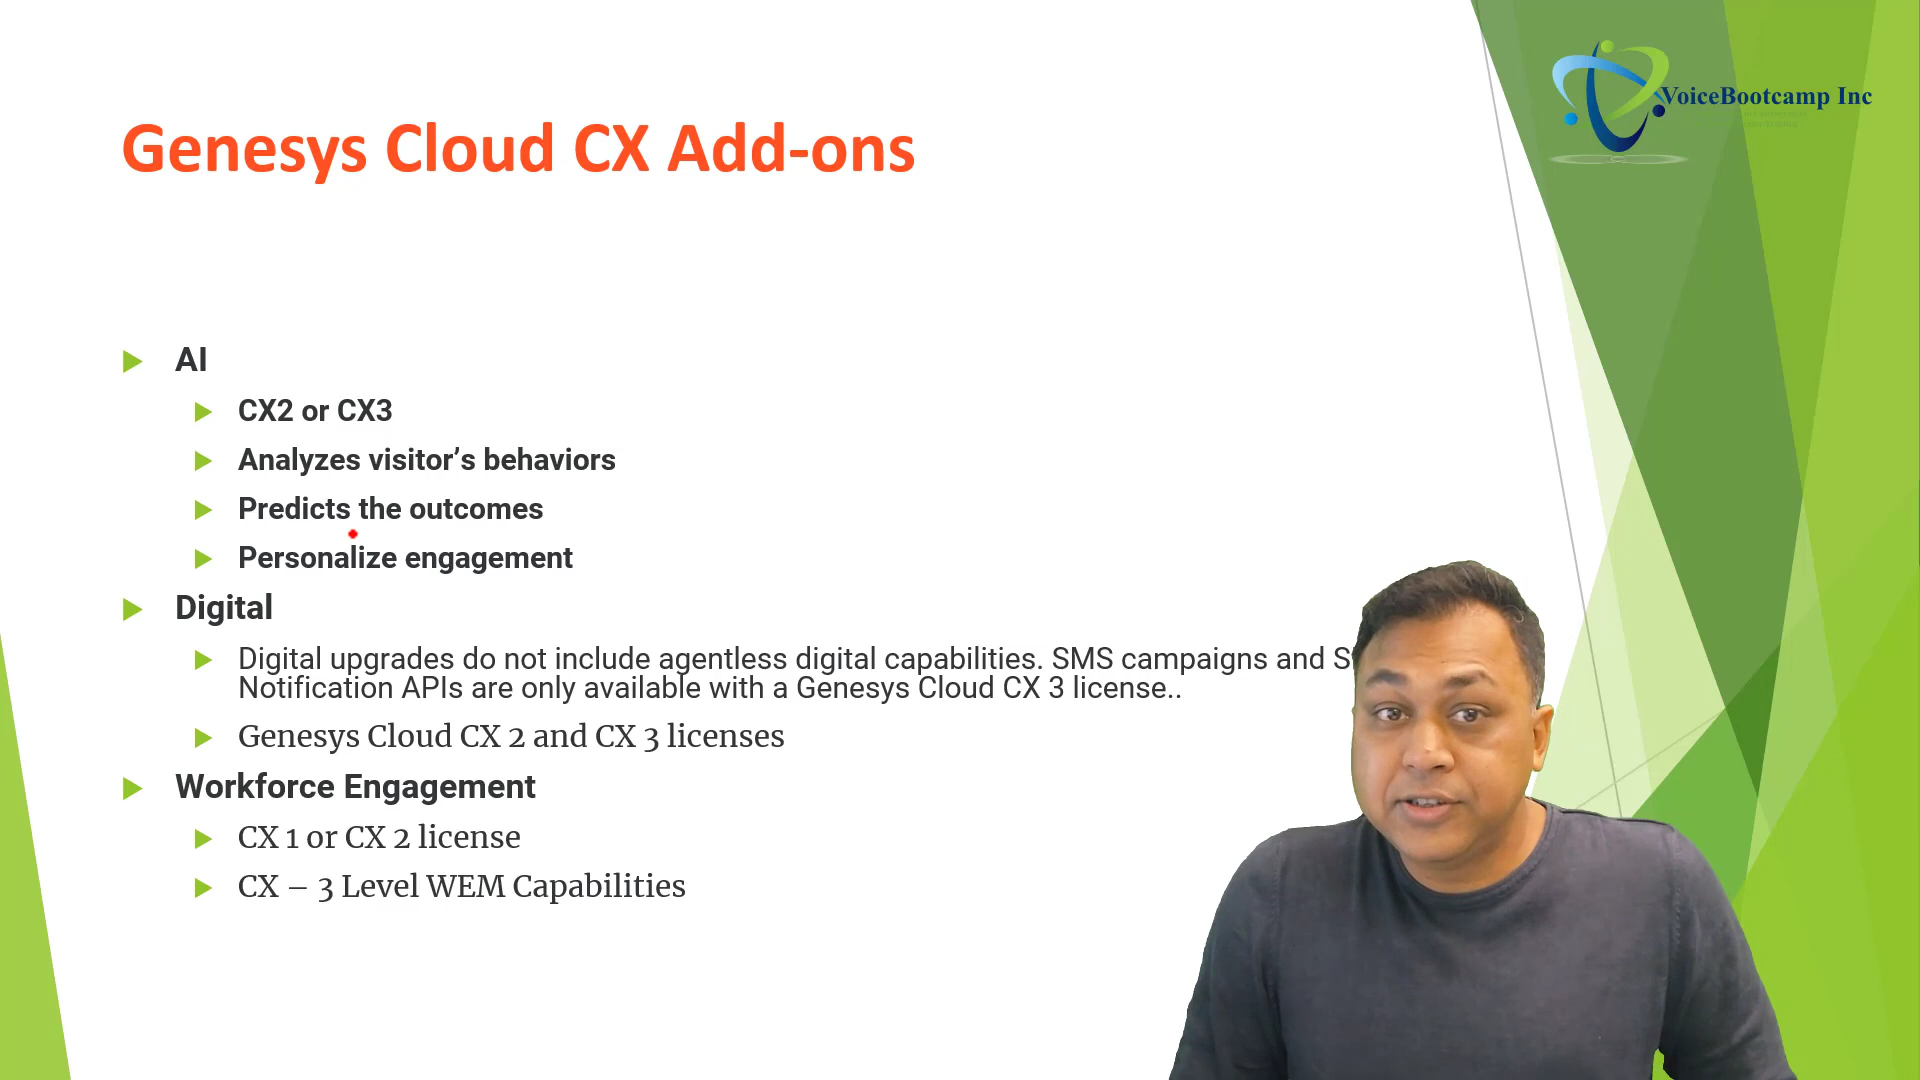 VoiceBootcamp Inc
Genesys Cloud CX Add-ons
AI
CX2 or CX3
Analyzes visitor’s behaviors
Predicts the outcomes
Personalize engagement
Digital
Digital upgrades do not include agentless digital capabilities. SMS campaigns and
Notification APIs are only available with a Genesys Cloud CX 3 license..
Genesys Cloud CX 2 and CX 3 licenses
Workforce Engagement
CX 1 or CX 2 license
CX – 3 Level WEM Capabilities